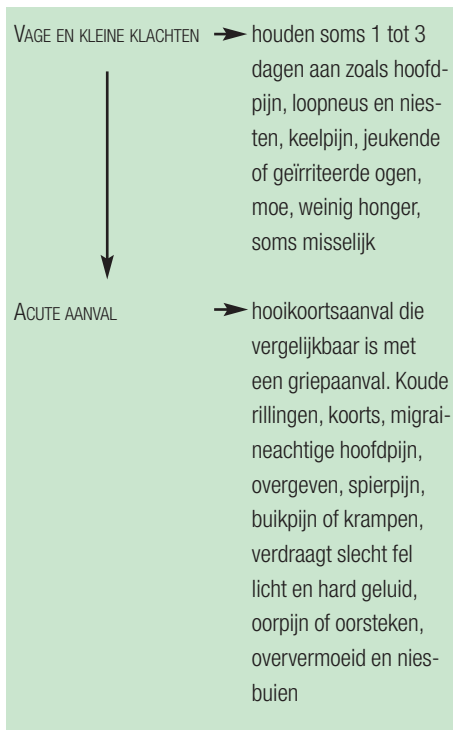 VAGE EN KLEINE KLACHTEN houden soms 1 tot 3
dagen aan zoals hoofd-
pijn, loopneus en nies-
ten, keelpijn, jeukende
of geïrriteerde ogen,
moe, weinig honger,
soms misselijk
ACUTE AANVAL hooikoortsaanval die
vergelijkbaar is met
een griepaanval. Koude
rillingen, koorts, migrai-
neachtige hoofdpijn,
overgeven, spierpijn,
buikpijn of krampen,
verdraagt slecht fel
licht en hard geluid,
oorpijn of oorsteken,
oververmoeid en nies-
buien